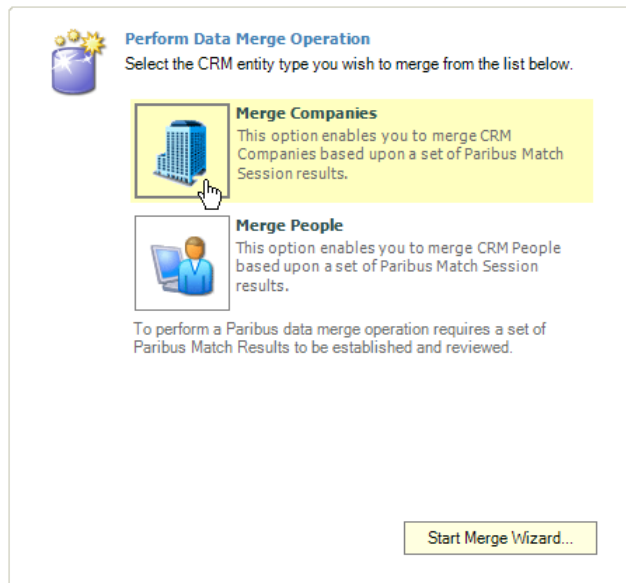 Perform Data Merge Operation
Select the CRM entity type you wish to merge from the list below.
Merge Companies
This option enables you to merge CRM
Companies based upon a set of Paribus Match
Session results.
Merge People
This option enables you to merge CRM People
based upon a set of Paribus Match Session
results.
To perform a Paribus data merge operation requires a set of
Paribus Match Results to be established and reviewed.
Start Merge Wizard...